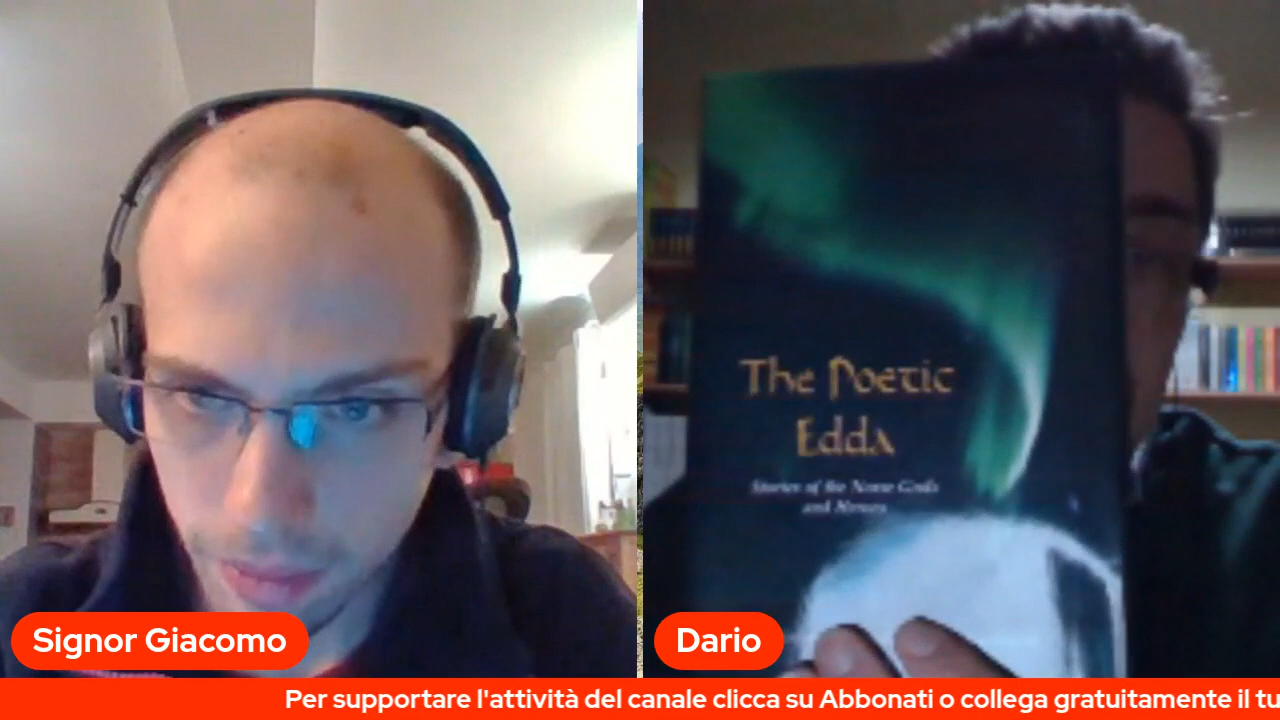 The Poetic
Edda
Stories of the Norse Gods
and Heroes
Signor Giacomo
Dario
Per supportare l'attività del canale clicca su Abbonati o collega gratuitamente il tu